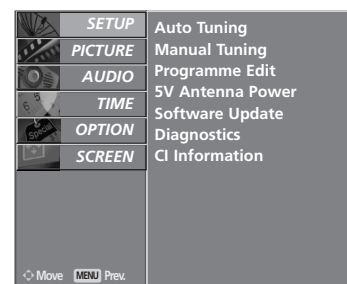 SETUP
PICTURE
AUDIO
TIME
OPTION
SCREEN
Auto Tuning
Manual Tuning
Programme Edit
5V Antenna Power
Software Update
Diagnostics
CI Information
Move MENU Prev.